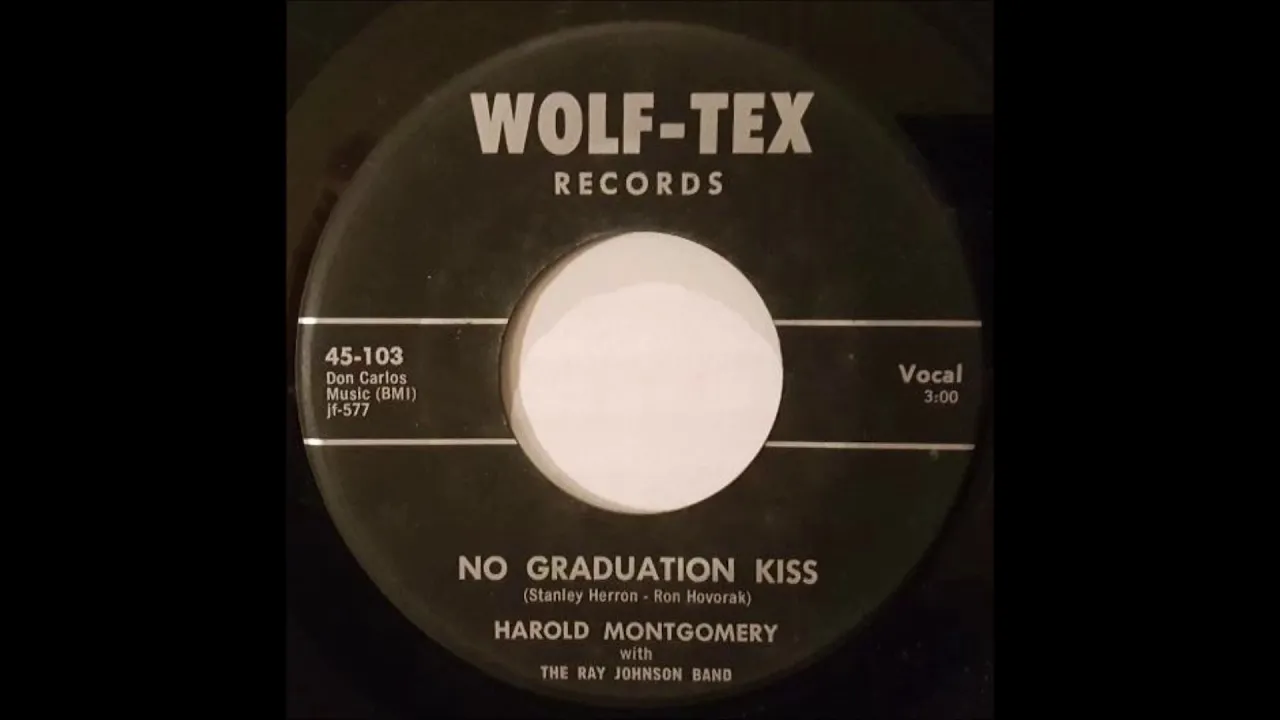 WOLF-TEX
RECORDS
45-103
Don Carlos
Music (BMI)
jf-577
Vocal
3:00
NO GRADUATION KISS
(Stanley Herron - Ron Hovorak)
HAROLD MONTGOMERY
with
THE RAY JOHNSON BAND